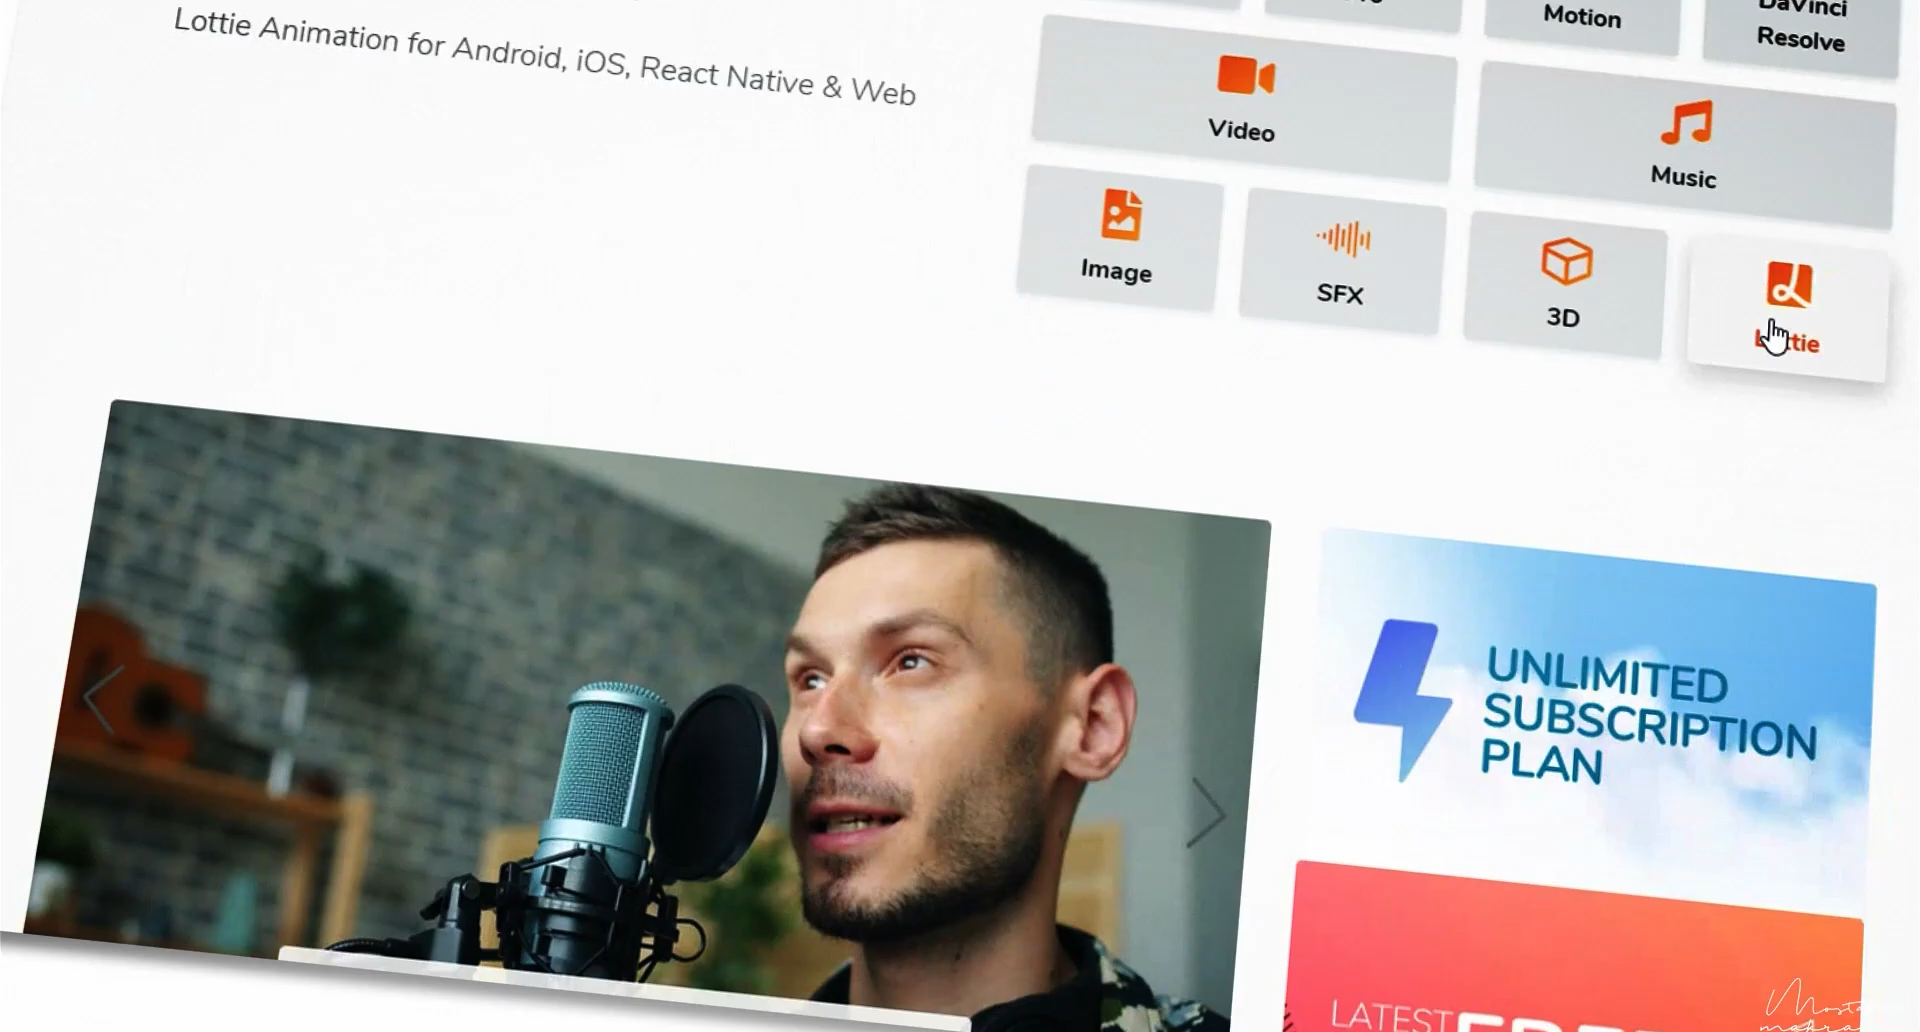 Lottie Animation for Android, iOS, React Native & Web
Motion
DaVinci
Resolve
Video
Music
Image
SFX
3D
UNLIMITED
SUBSCRIPTION
PLAN
LATEST